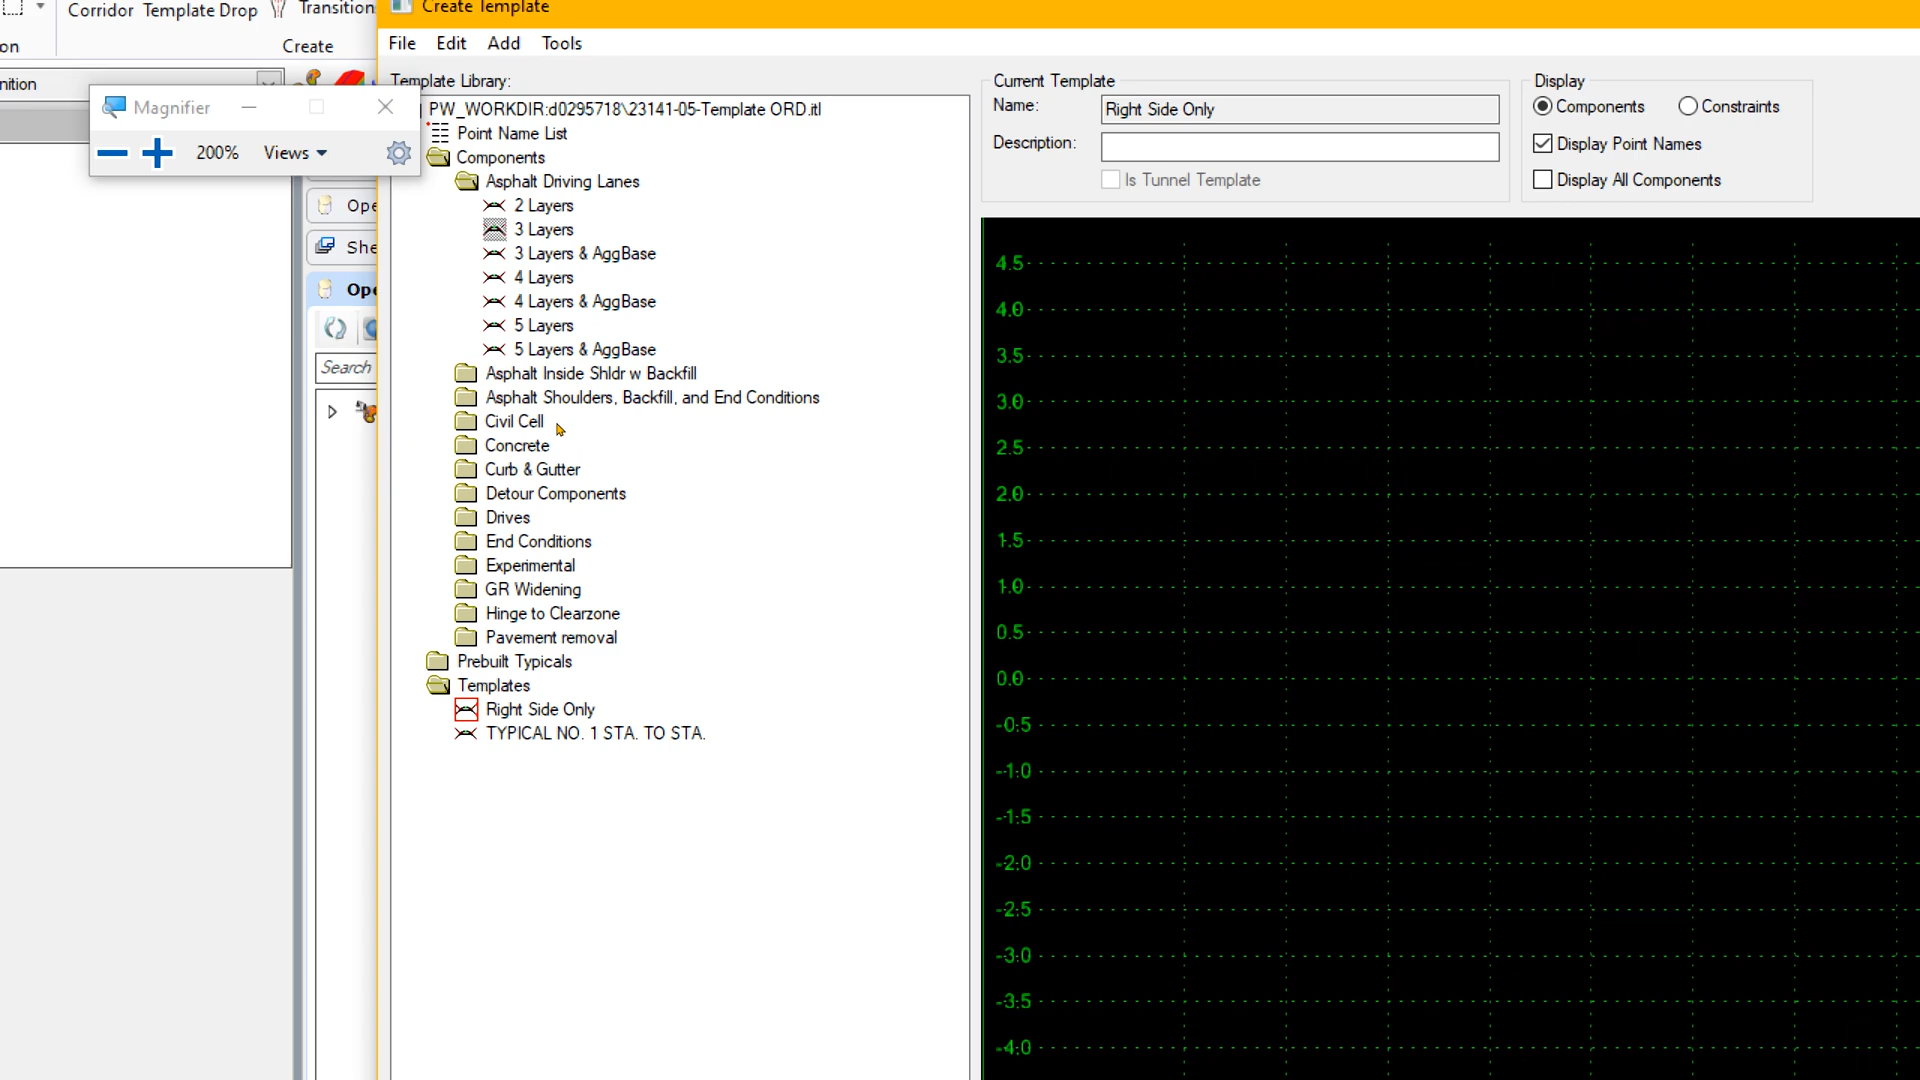 Corridor Template Drop
Transition
on
Create
nition
Magnifier
200%
Views
Ope
She
Ope
Search
Create Template
File Edit Add Tools
Template Library:
PW_WORKDIR:d0295718\23141-05-Template ORD.itl
Point Name List
Components
Asphalt Driving Lanes
2 Layers
3 Layers
3 Layers & AggBase
4 Layers
4 Layers & AggBase
5 Layers
5 Layers & AggBase
Asphalt Inside Shldr w Backfill
Asphalt Shoulders, Backfill, and End Conditions
Civil Cell
Concrete
Curb & Gutter
Detour Components
Drives
End Conditions
Experimental
GR Widening
Hinge to Clearzone
Pavement removal
Prebuilt Typicals
Templates
Right Side Only
TYPICAL NO. 1 STA. TO STA.
Current Template
Name: Right Side Only
Description:
Is Tunnel Template
Display
Components Constraints
Display Point Names
Display All Components
4.5
4.0
3.5
3.0
2.5
2.0
1.5
1.0
0.5
0.0
-0.5
-1.0
-1.5
-2.0
-2.5
-3.0
-3.5
-4.0